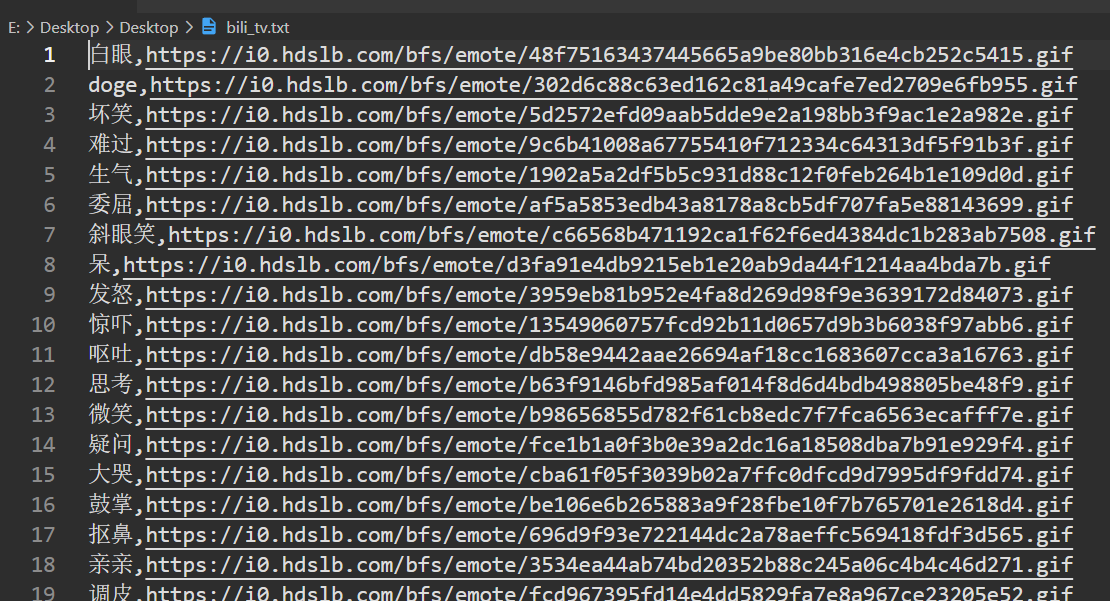 E: > Desktop > Desktop > bili_tv.txt
1 白眼,https://i0.hdslb.com/bfs/emote/48f75163437445665a9be80bb316e4cb252c5415.gif
2 doge,https://i0.hdslb.com/bfs/emote/302d6c88c63ed162c81a49cafe7ed2709e6fb955.gif
3 坏笑,https://i0.hdslb.com/bfs/emote/5d2572efd09aab5dde9e2a198bb3f9ac1e2a982e.gif
4 难过,https://i0.hdslb.com/bfs/emote/9c6b41008a67755410f712334c64313df5f91b3f.gif
5 生气,https://i0.hdslb.com/bfs/emote/1902a5a2df5b5c931d88c12f0feb264b1e109d0d.gif
6 委屈,https://i0.hdslb.com/bfs/emote/af5a5853edb43a8178a8cb5df707fa5e88143699.gif
7 斜眼笑,https://i0.hdslb.com/bfs/emote/c66568b471192ca1f62f6ed4384dc1b283ab7508.gif
8 呆,https://i0.hdslb.com/bfs/emote/d3fa91e4db9215eb1e20ab9da44f1214aa4bda7b.gif
9 发怒,https://i0.hdslb.com/bfs/emote/3959eb81b952e4fa8d269d98f9e3639172d84073.gif
10 惊吓,https://i0.hdslb.com/bfs/emote/13549060757fcd92b11d0657d9b3b6038f97abb6.gif
11 呕吐,https://i0.hdslb.com/bfs/emote/db58e9442aae26694af18cc1683607cca3a16763.gif
12 思考,https://i0.hdslb.com/bfs/emote/b63f9146bfd985af014f8d6d4bdb498805be48f9.gif
13 微笑,https://i0.hdslb.com/bfs/emote/b98656855d782f61cb8edc7f7fca6563ecafff7e.gif
14 疑问,https://i0.hdslb.com/bfs/emote/fce1b1a0f3b0e39a2dc16a18508dba7b91e929f4.gif
15 大哭,https://i0.hdslb.com/bfs/emote/cba61f05f3039b02a7ffc0dfcd9d7995df9fdd74.gif
16 鼓掌,https://i0.hdslb.com/bfs/emote/be106e6b265883a9f28fbe10f7b765701e2618d4.gif
17 抠鼻,https://i0.hdslb.com/bfs/emote/696d9f93e722144dc2a78aeffc569418fdf3d565.gif
18 亲亲,https://i0.hdslb.com/bfs/emote/3534ea44ab74bd20352b88c245a06c4b4c46d271.gif
19 调皮,https://i0.hdslb.com/bfs/emote/fcd967395fd14e4dd5829fa7e8a967ce23205e52.gif